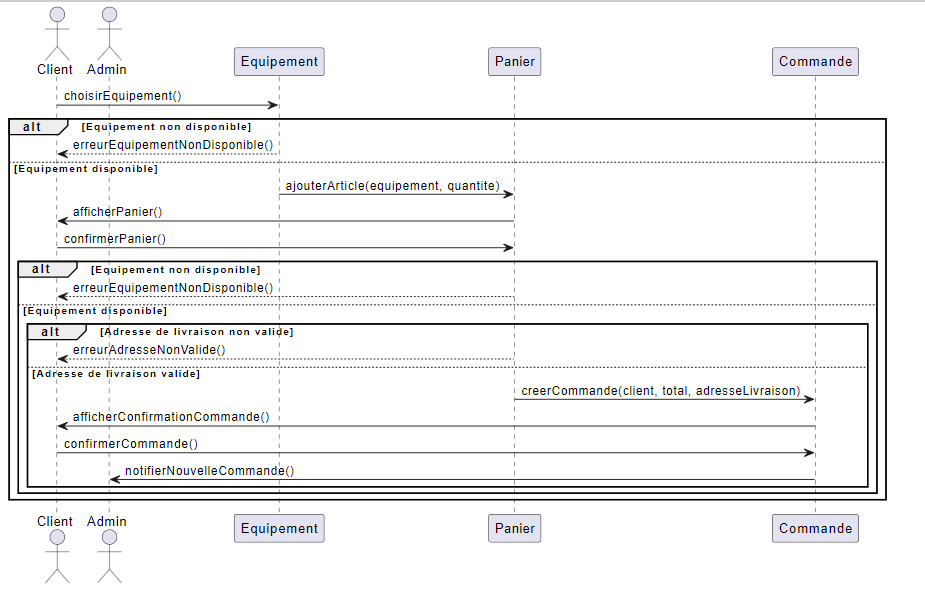 Client Admin
Equipement Panier Commande
choisirEquipement()
alt [Equipement non disponible]
erreurEquipementNonDisponible()
[Equipement disponible]
ajouterArticle(equipement, quantite)
afficherPanier()
confirmerPanier()
alt [Equipement non disponible]
erreurEquipementNonDisponible()
[Equipement disponible]
alt [Adresse de livraison non valide]
erreurAdresseNonValide()
[Adresse de livraison valide]
creerCommande(client, total, adresseLivraison)
afficherConfirmationCommande()
confirmerCommande()
notifierNouvelleCommande()
Client Admin
Equipement Panier Commande